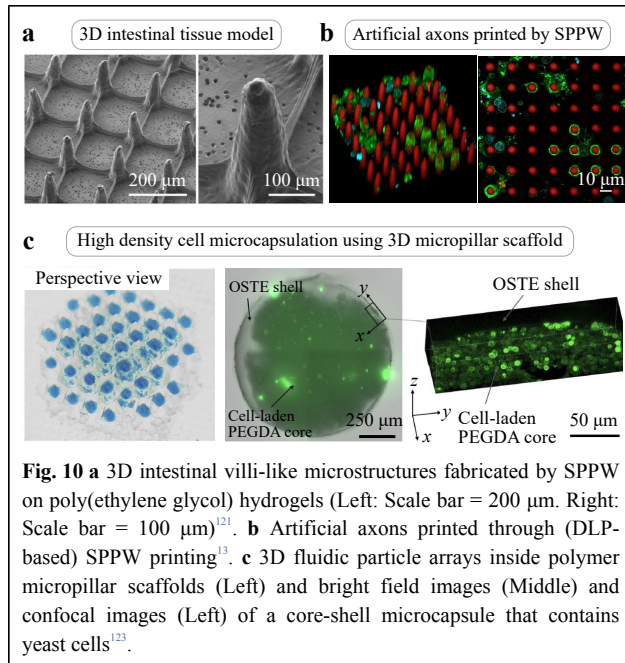 a
3D intestinal tissue model
b
Artificial axons printed by SPPW
200 μm
100 μm
10 μm
c
High density cell microcapsulation using 3D micropillar scaffold
Perspective view
OSTE shell
y
x
Cell-laden
PEGDA core
250 μm
OSTE shell
z
y
x
Cell-laden
PEGDA core
50 μm
Fig. 10 a 3D intestinal villi-like microstructures fabricated by SPPW
on poly(ethylene glycol) hydrogels (Left: Scale bar = 200 μm. Right:
Scale bar = 100 μm)121. b Artificial axons printed through (DLP-
based) SPPW printing13. c 3D fluidic particle arrays inside polymer
micropillar scaffolds (Left) and bright field images (Middle) and
confocal images (Left) of a core-shell microcapsule that contains
yeast cells123.